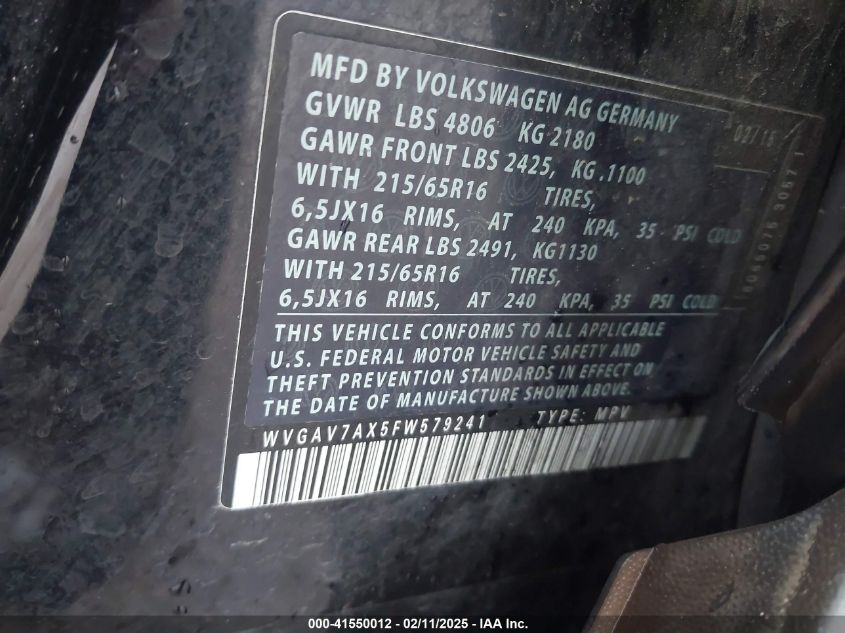 MFD BY VOLKSWAGEN AG GERMANY
GVWR LBS 4806 KG 2180
02/15
GAWR FRONT LBS 2425, KG .1100
WITH 215/65R16 TIRES,
6,5JX16 RIMS, AT 240 KPA, 35 PSI COLD
GAWR REAR LBS 2491, KG1130
WITH 215/65R16 TIRES,
6,5JX16 RIMS, AT 240 KPA, 35 PSI COLD
THIS VEHICLE CONFORMS TO ALL APPLICABLE
U.S. FEDERAL MOTOR VEHICLE SAFETY AND
THEFT PREVENTION STANDARDS IN EFFECT ON
THE DATE OF MANUFACTURE SHOWN ABOVE.
WVGAV7AX5FW579241 TYPE: MPV
000-41550012 - 02/11/2025 - IAA Inc.